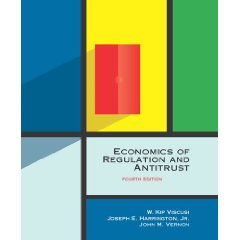 Economics of
Regulation and
Antitrust
Fourth Edition
W. Kip Viscusi
Joseph E. Harrington, Jr.
John M. Vernon